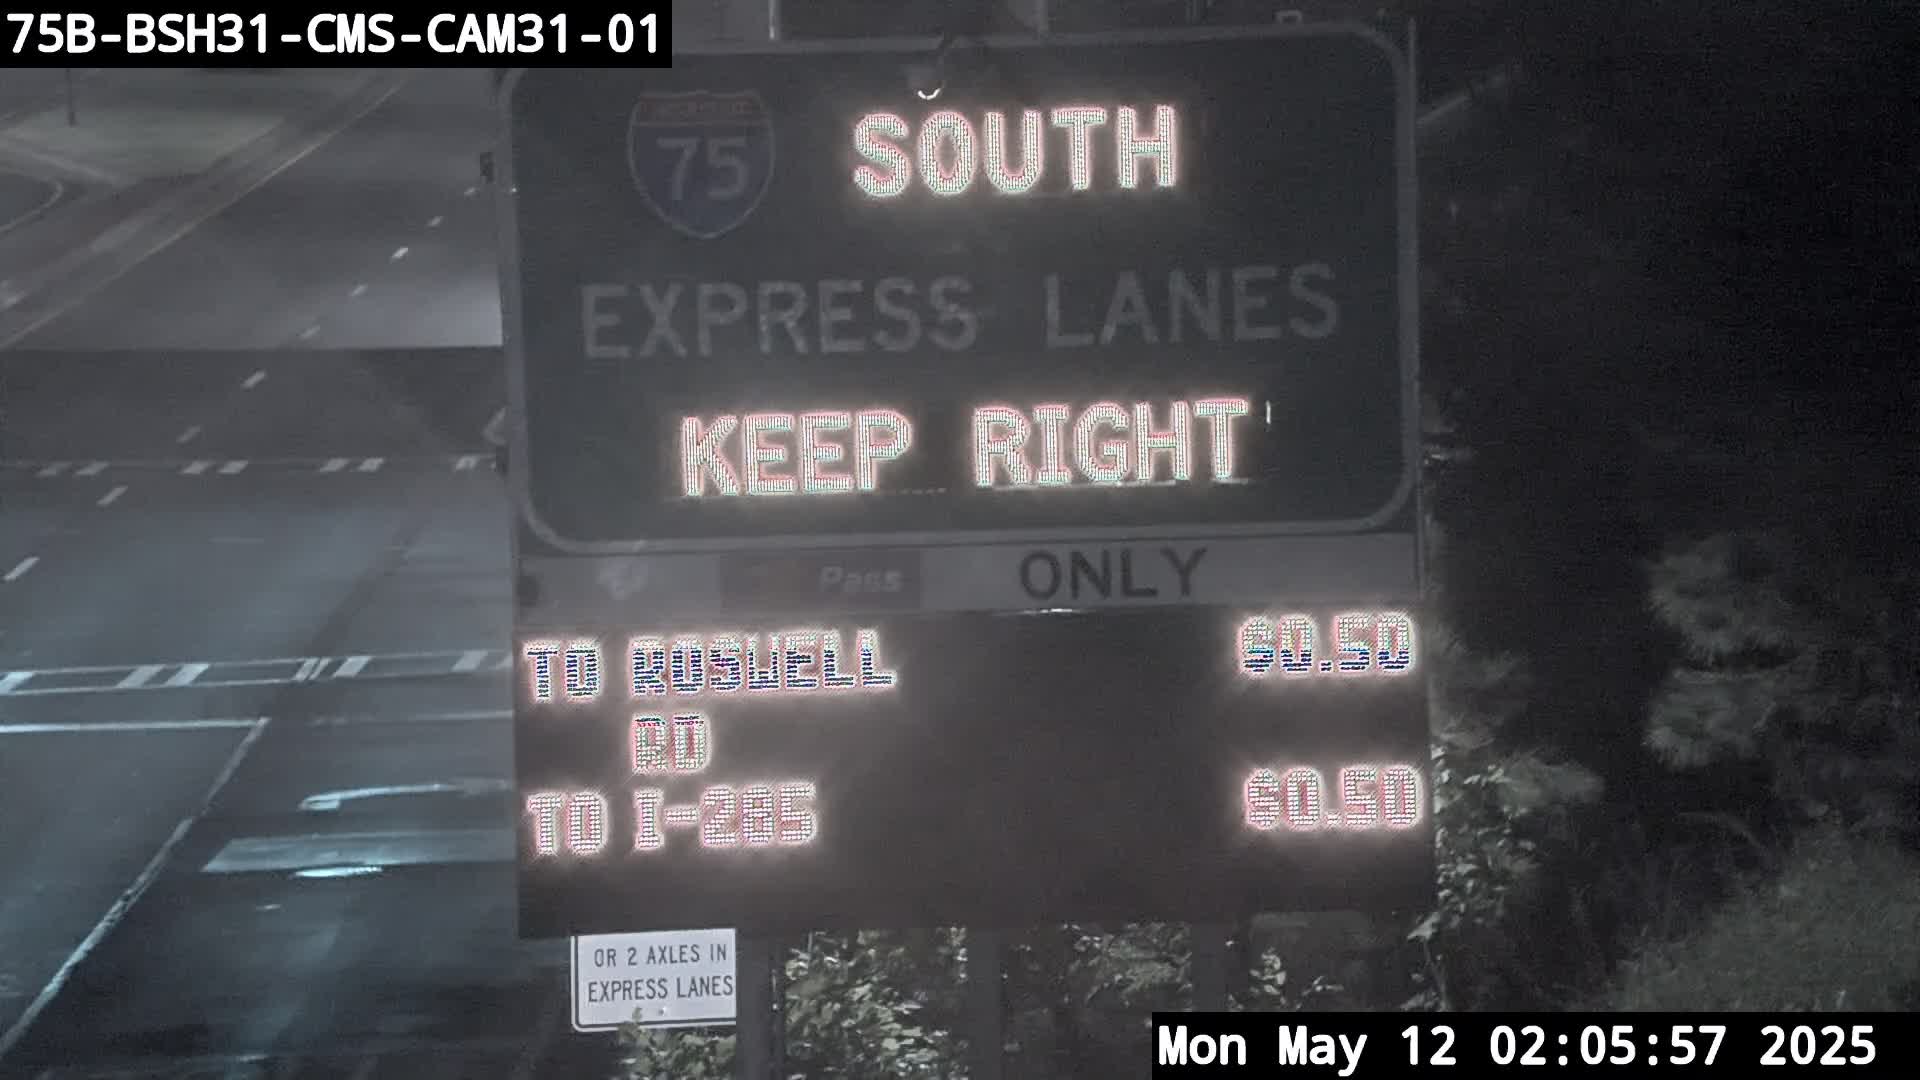 75B-BSH31-CMS-CAM31-01
75
SOUTH
EXPRESS LANES
KEEP RIGHT
Pass ONLY
TO ROSWELL $0.50
RD
TO I-285 $0.50
OR 2 AXLES IN
EXPRESS LANES
Mon May 12 02:05:57 2025